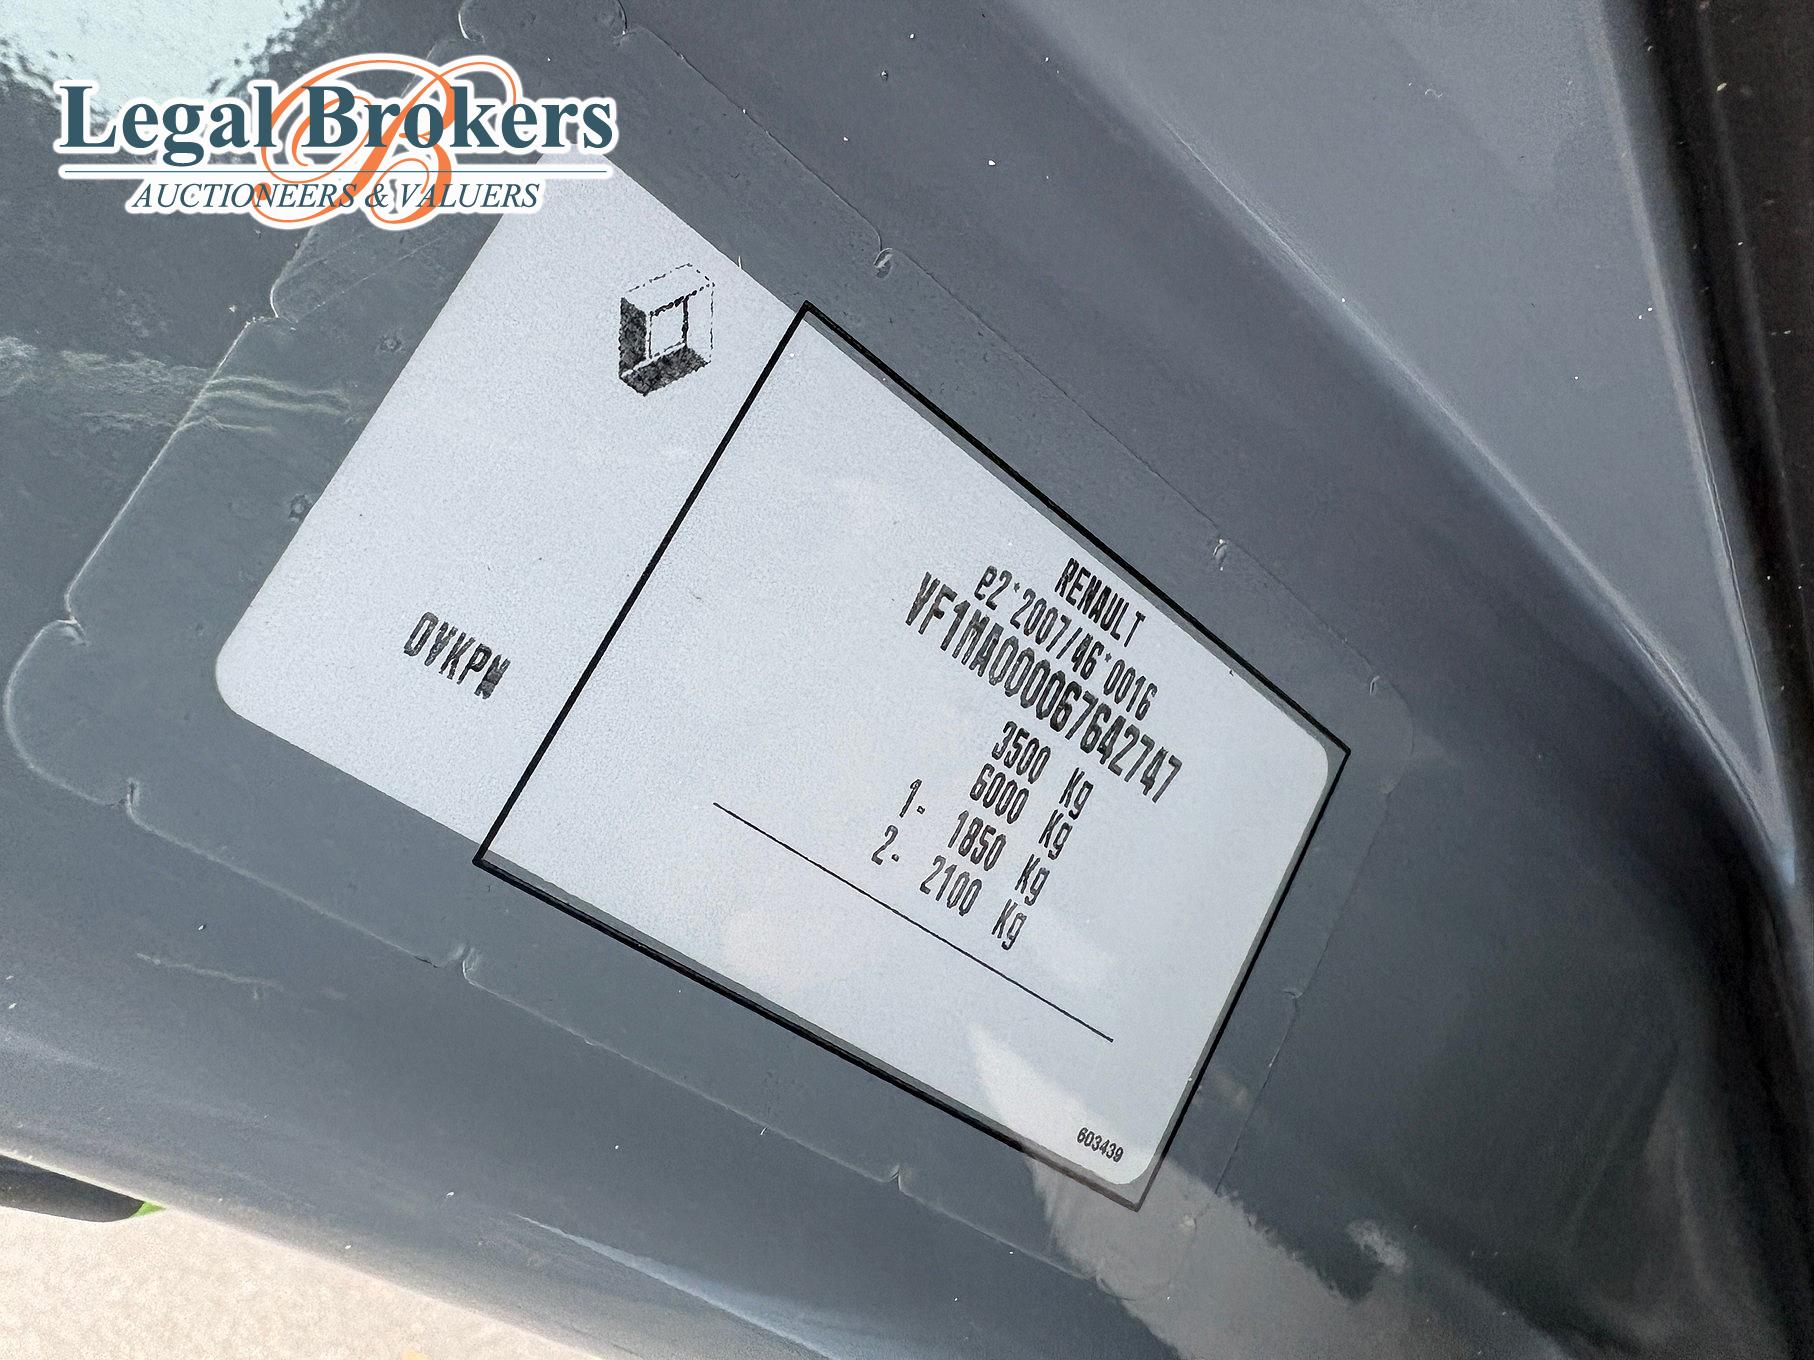 Legal Brokers
AUCTIONEERS & VALUERS
RENAULT
e2*2007/46*0016
VF1MA000067642747
3500 Kg
6000 Kg
1- 1850 Kg
2- 2100 Kg
OVKPN
603439